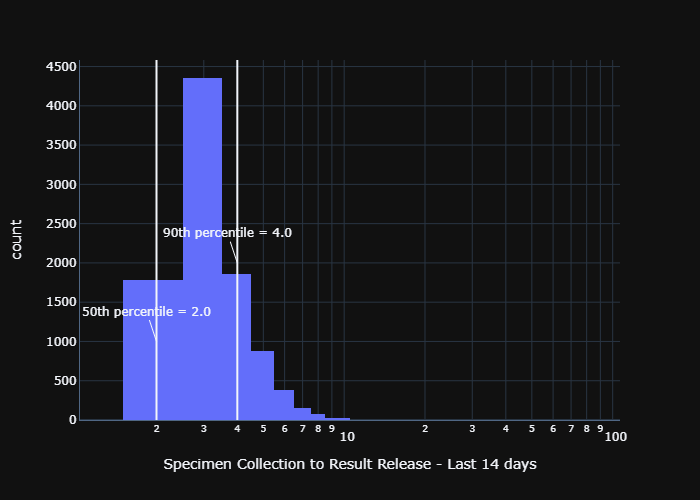 4500
4000
3500
3000
2500
2000
1500
1000
500
0
count
90th percentile = 4.0
50th percentile = 2.0
2 3 4 5 6 7 8 9 10 2 3 4 5 6 7 8 9 100
Specimen Collection to Result Release - Last 14 days